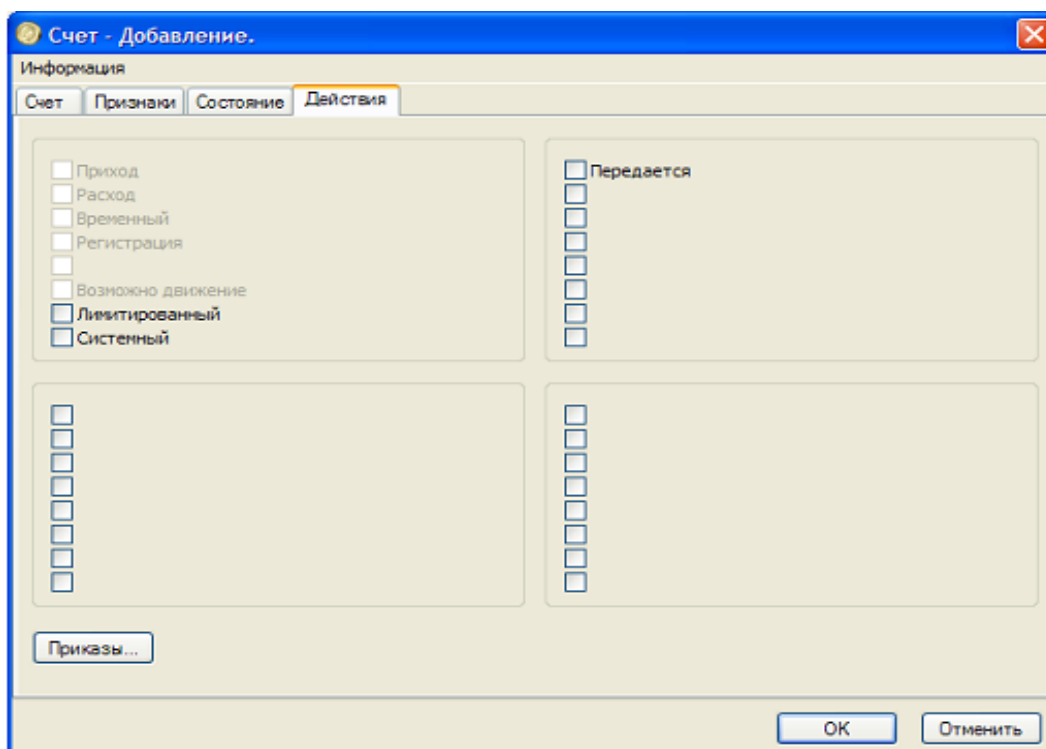 Счет - Добавление.
Информация
Счет Признаки Состояние Действия
Приход
Расход
Временный
Регистрация
Возможно движение
Лимитированный
Системный
Передается
Приказы...
OK Отменить